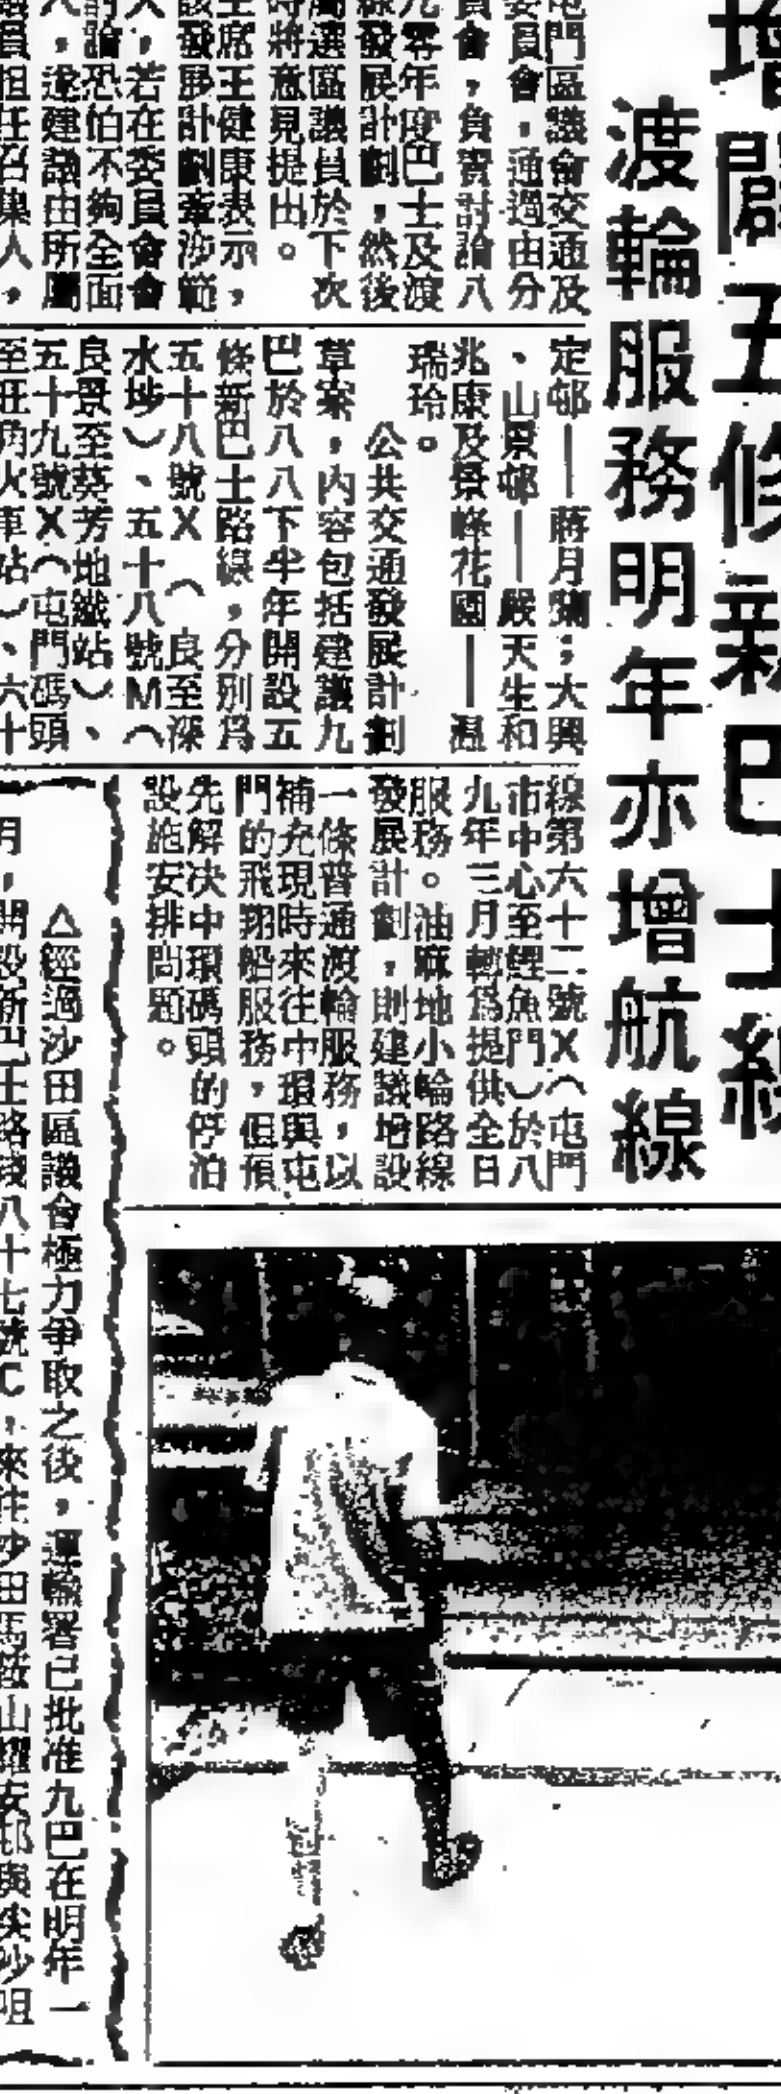 增闢五條新巴士線
渡輪服務明年亦增航線
屯門區議會交通及
委員會，通過由分
員會，負責討論八
九零年度巴士及渡
線發展計劃，然後
屬選區議員於下次
時將意見提出。
主席王健康表示，
該發展計劃牽涉範
，若在委員會會
討論恐怕不夠全面
，遂建議由所屬
議員担任召集人，
定邨——蔣月蘭；大興
、山景邨——嚴天生和
兆康及景峰花園——溫
瑞玲。
公共交通發展計劃
草案，內容包括建議九
巴於八八下半年開設五
條新巴士路線，分別為
五十八號X（良至深
水埗）、五十八號M（
良景至葵芳地鐵站）、
五十九號X（屯門碼頭
至旺角火車站）、六十
線第六十二號X（屯門
市中心至鯉魚門）於八
九年三月轉為提供全日
服務。油麻地小輪路線
發展計劃，則建議增設
一條普通渡輪服務，以
補充現時來往中環與屯
門的飛翔船服務，但須
先解決中環碼頭的停泊
設施安排問題。
△經過沙田區議會極力爭取之後，運輸署已批准九巴在明年一
月，開設新巴士路綫八十七號C，來往沙田馬鞍山耀安邨與尖沙咀